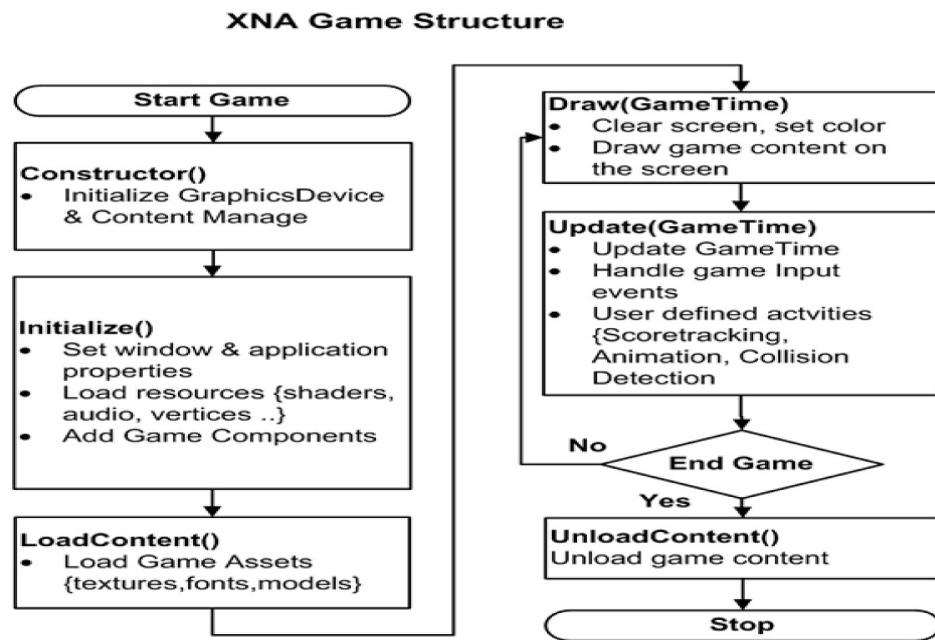 XNA Game Structure
Start Game
Constructor()
• Initialize GraphicsDevice
& Content Manage
Initialize()
• Set window & application
properties
• Load resources {shaders,
audio, vertices ..}
• Add Game Components
LoadContent()
• Load Game Assets
{textures,fonts,models}
Draw(GameTime)
• Clear screen, set color
• Draw game content on
the screen
Update(GameTime)
• Update GameTime
• Handle game Input
events
• User defined actvities
{Scoretracking,
Animation, Collision
Detection
End Game
No
Yes
UnloadContent()
Unload game content
Stop